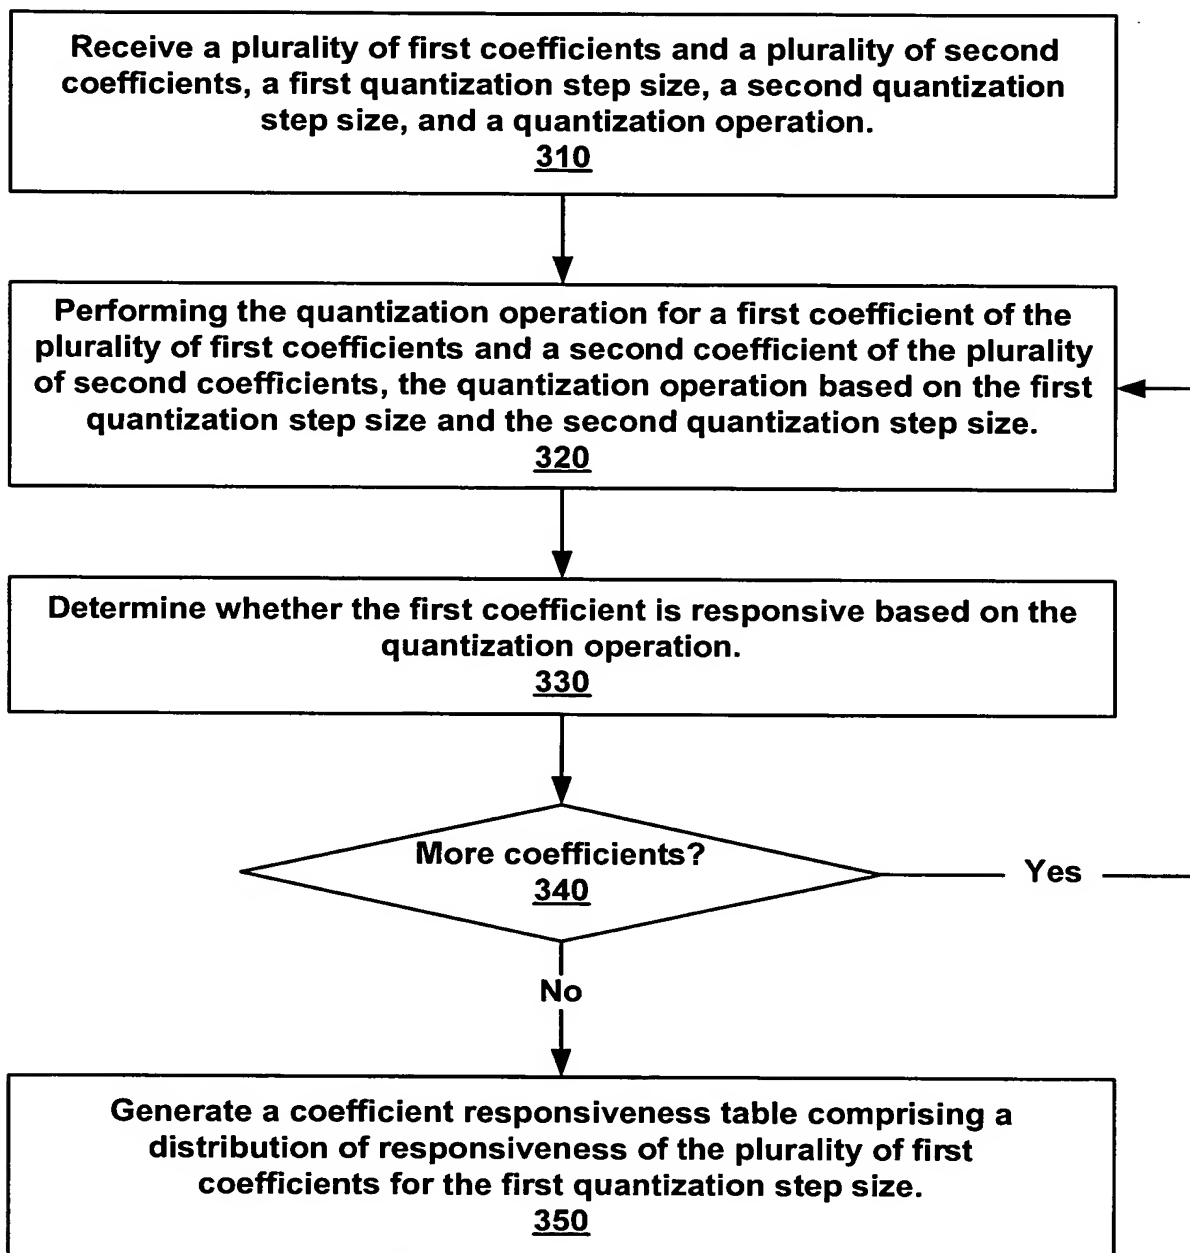 Receive a plurality of first coefficients and a plurality of second
coefficients, a first quantization step size, a second quantization
step size, and a quantization operation.
310
Performing the quantization operation for a first coefficient of the
plurality of first coefficients and a second coefficient of the plurality
of second coefficients, the quantization operation based on the first
quantization step size and the second quantization step size.
320
Determine whether the first coefficient is responsive based on the
quantization operation.
330
More coefficients?
340
Yes
No
Generate a coefficient responsiveness table comprising a
distribution of responsiveness of the plurality of first
coefficients for the first quantization step size.
350